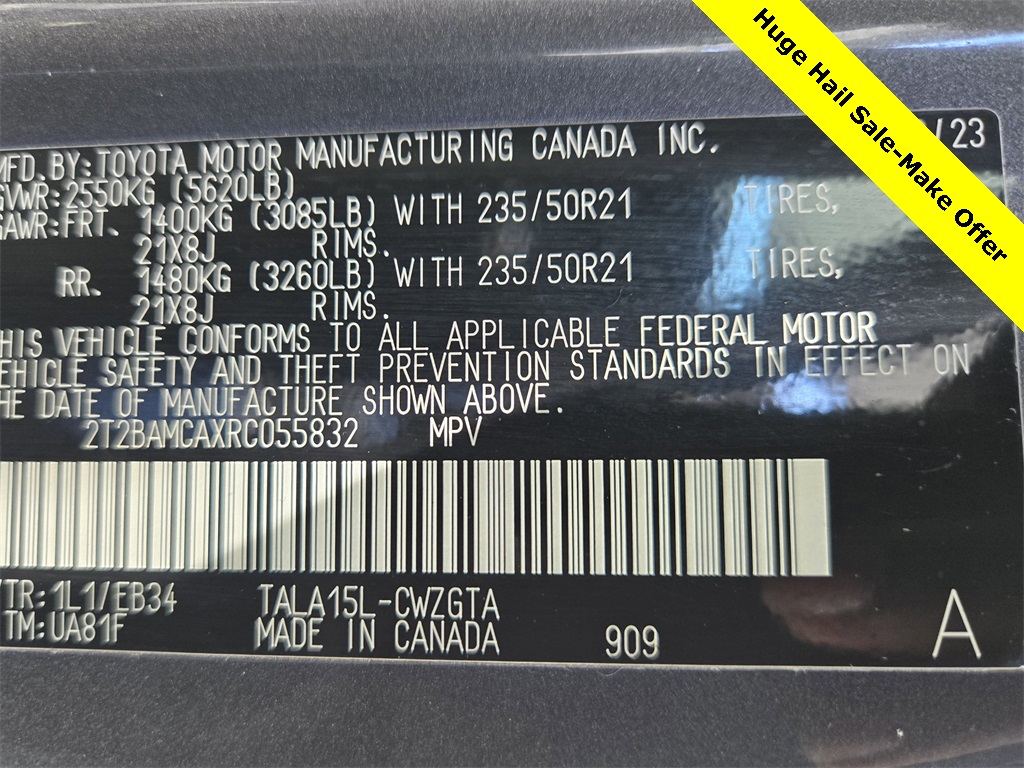 Huge Hail Sale-Make Offer
/23
MFD.BY:TOYOTA MOTOR MANUFACTURING CANADA INC.
GVWR:2550KG (5620LB)
GAWR:FRT. 1400KG (3085LB) WITH 235/50R21 TIRES,
21X8J RIMS.
RR. 1480KG (3260LB) WITH 235/50R21 TIRES,
21X8J RIMS.
HIS VEHICLE CONFORMS TO ALL APPLICABLE FEDERAL MOTOR
EHICLE SAFETY AND THEFT PREVENTION STANDARDS IN EFFECT ON
HE DATE OF MANUFACTURE SHOWN ABOVE.
2T2BAMCAXRC055832 MPV
TR:1L1/EB34 TALA15L-CWZGTA
TM:UA81F MADE IN CANADA 909 A